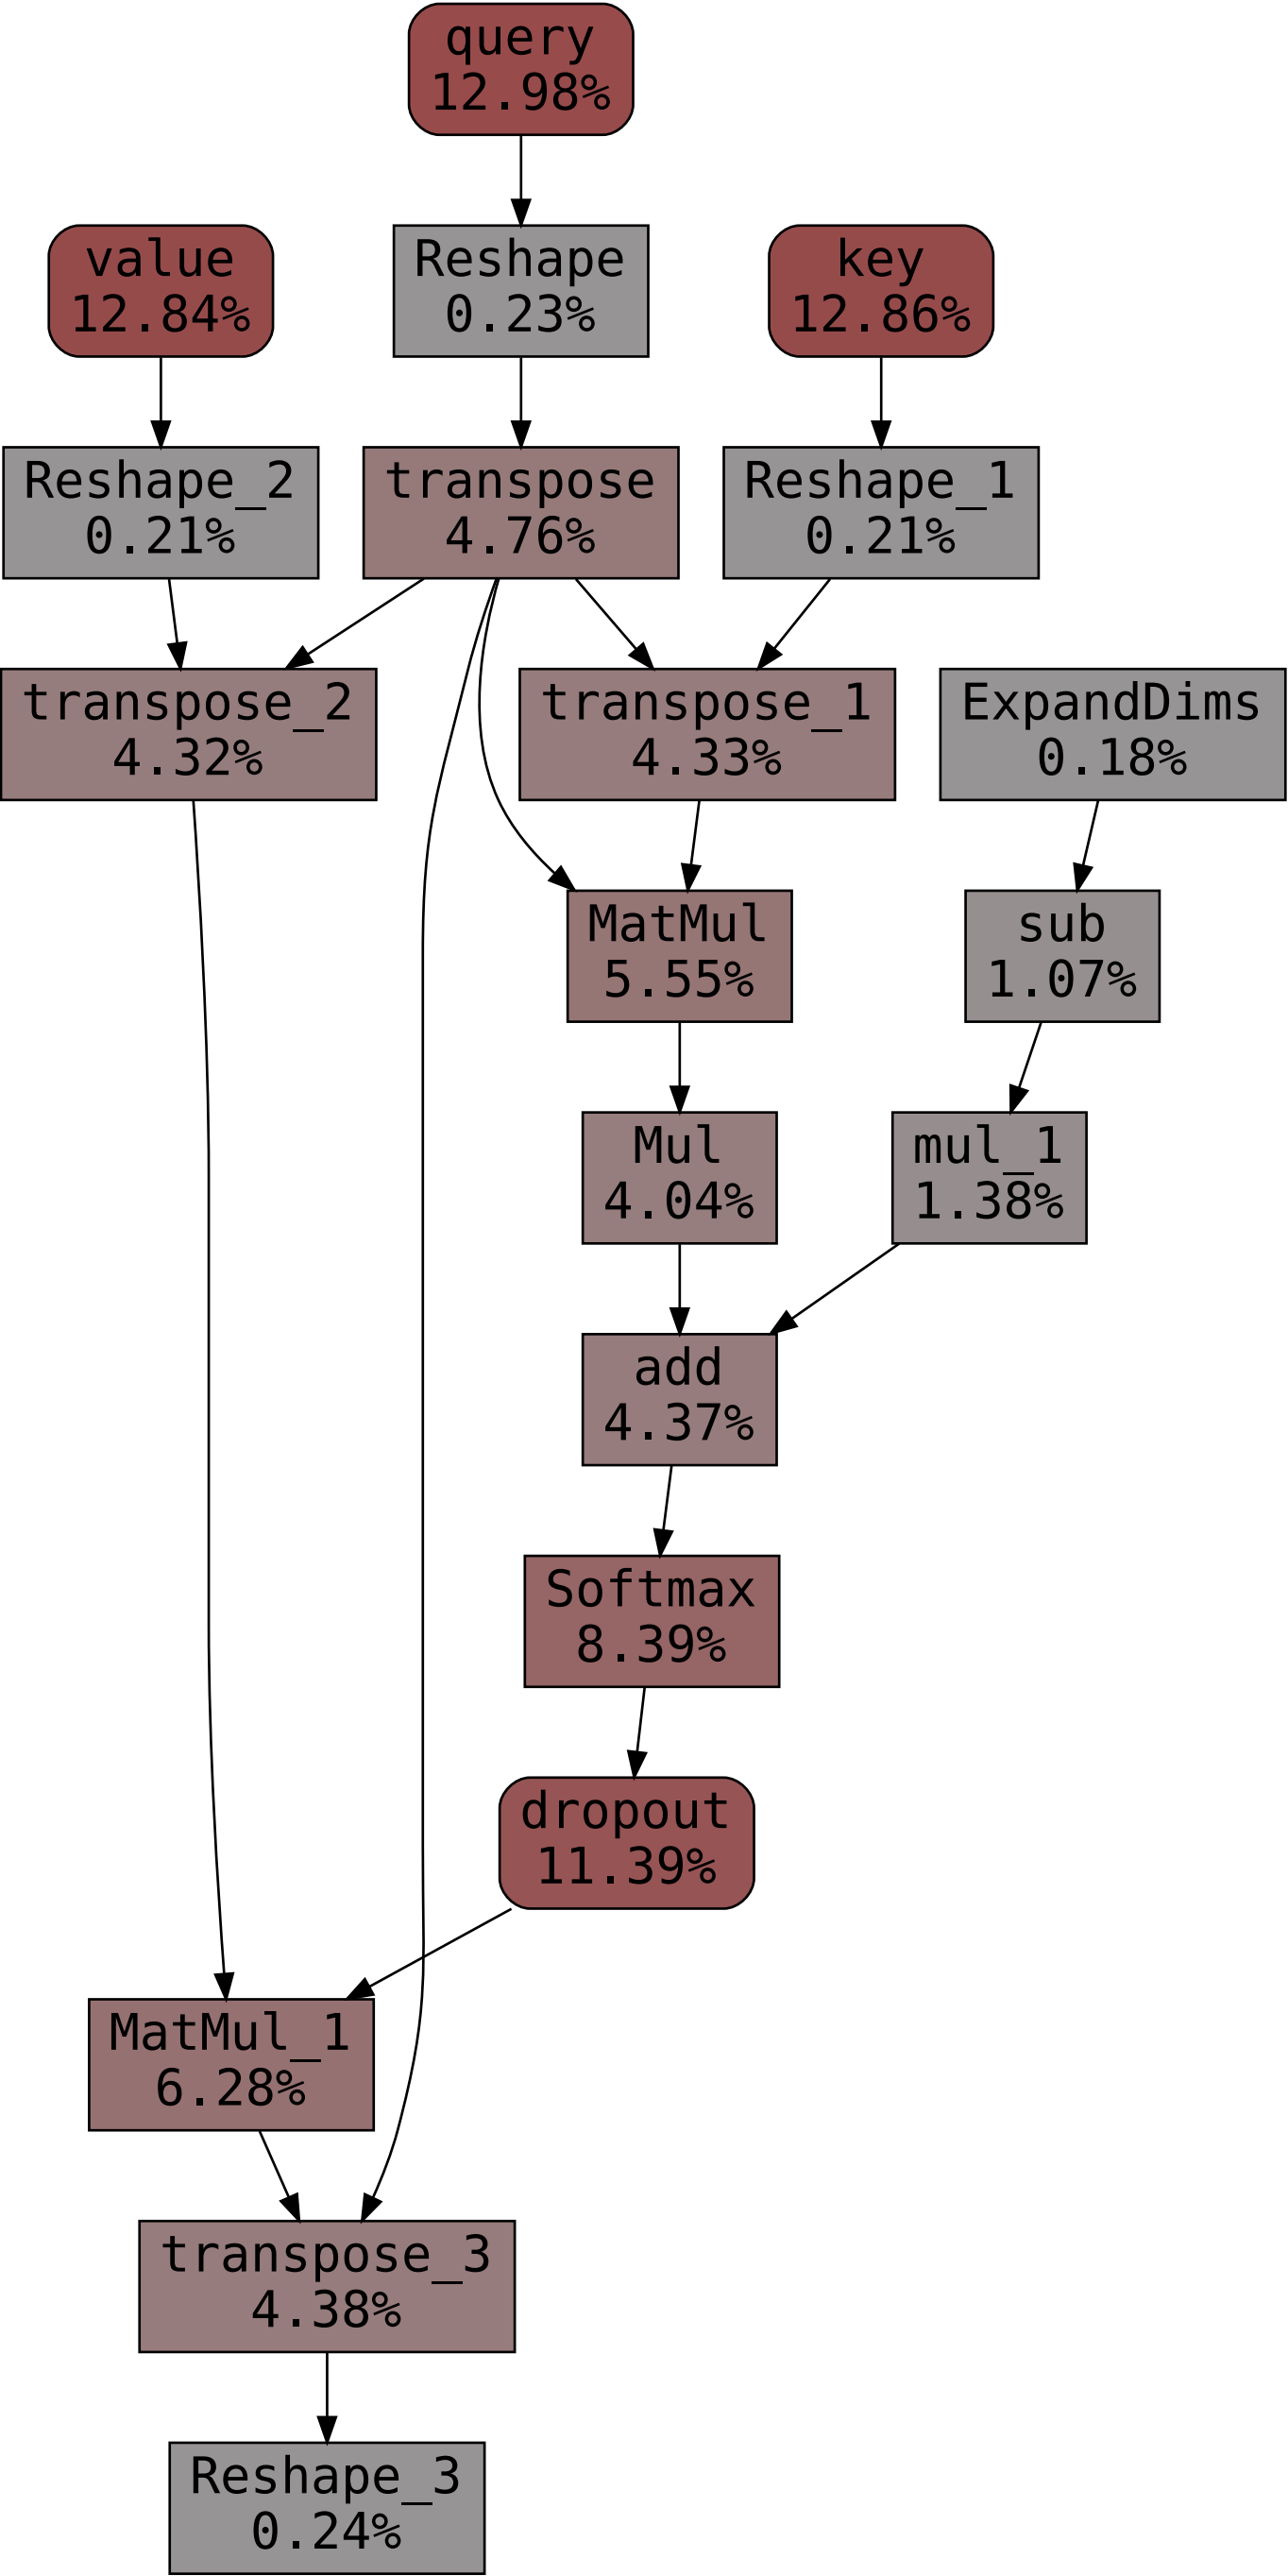 query
12.98%
value
12.84%
Reshape
0.23%
key
12.86%
Reshape_2
0.21%
transpose
4.76%
Reshape_1
0.21%
transpose_2
4.32%
transpose_1
4.33%
ExpandDims
0.18%
MatMul
5.55%
sub
1.07%
Mul
4.04%
mul_1
1.38%
add
4.37%
Softmax
8.39%
dropout
11.39%
MatMul_1
6.28%
transpose_3
4.38%
Reshape_3
0.24%